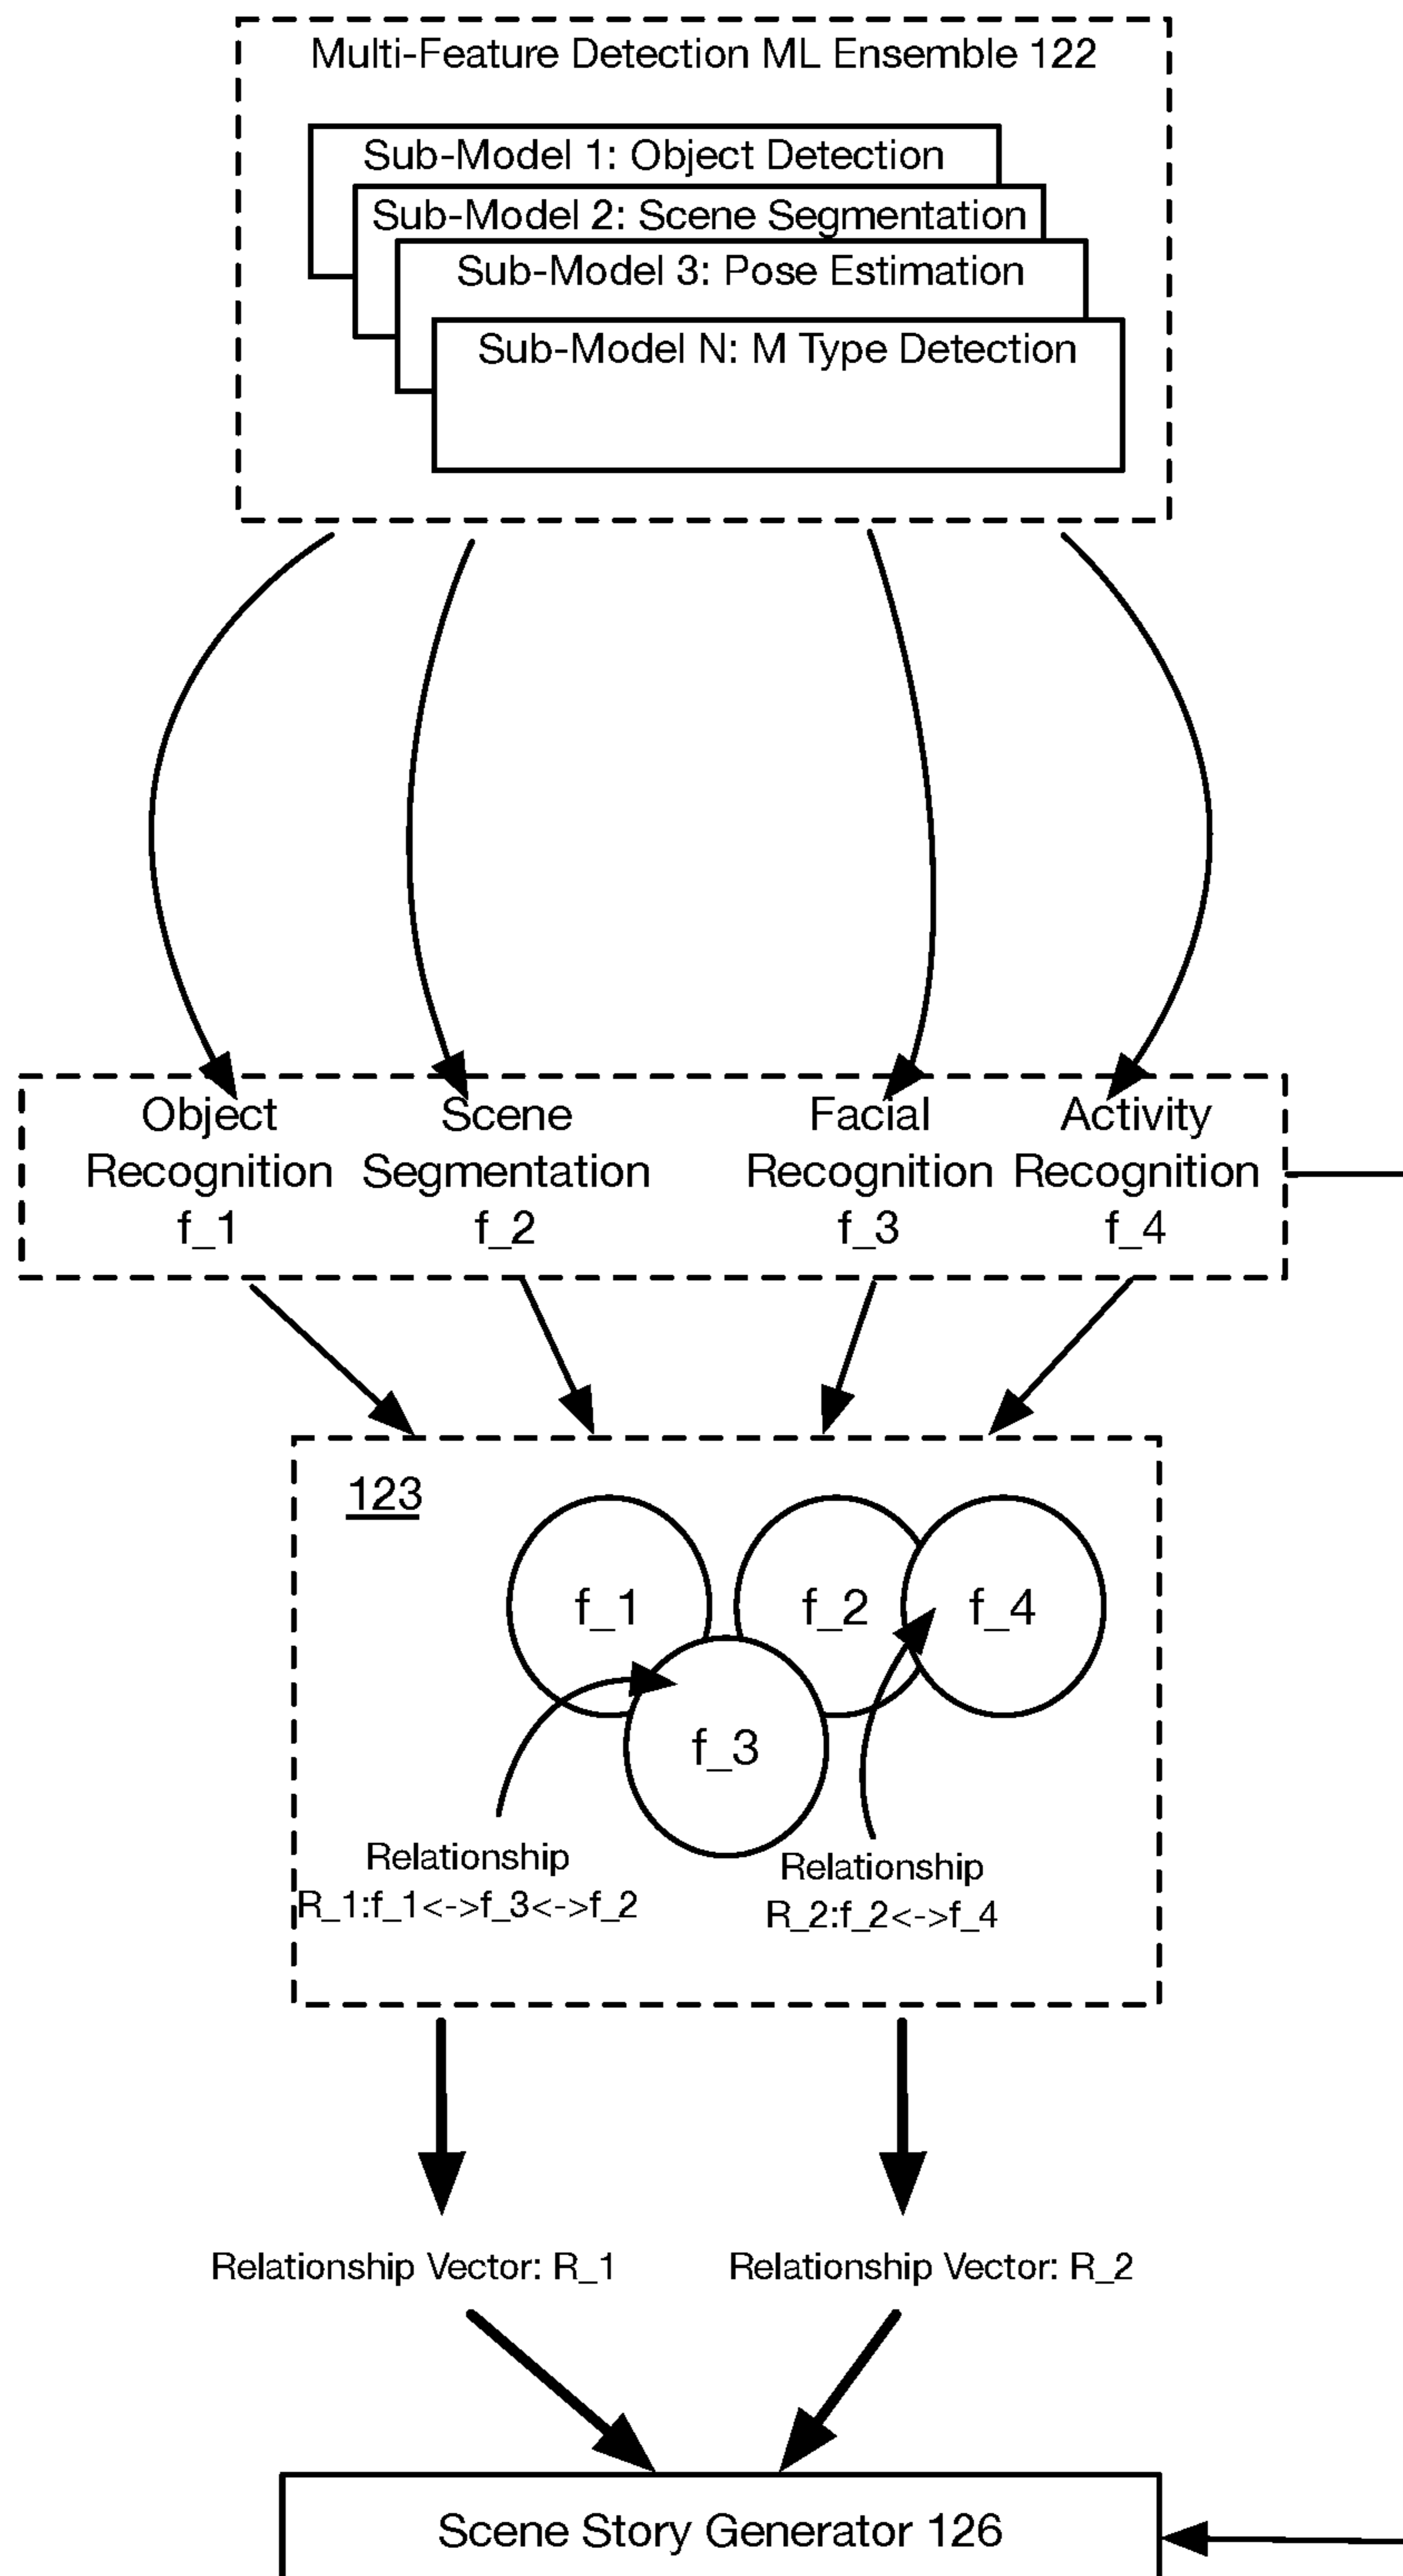 Multi-Feature Detection ML Ensemble 122
Sub-Model 1: Object Detection
Sub-Model 2: Scene Segmentation
Sub-Model 3: Pose Estimation
Sub-Model N: M Type Detection
Object Recognition f_1
Scene Segmentation f_2
Facial Recognition f_3
Activity Recognition f_4
123
f_1
f_2
f_4
f_3
Relationship
R_1:f_1<->f_3<->f_2
Relationship
R_2:f_2<->f_4
Relationship Vector: R_1
Relationship Vector: R_2
Scene Story Generator 126